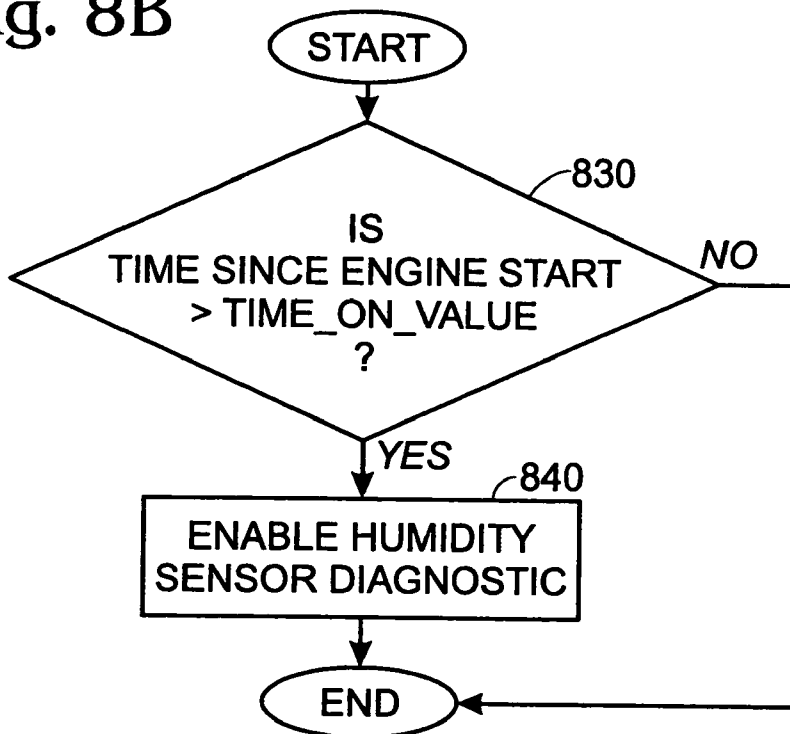 g. 8B
START
830
IS
TIME SINCE ENGINE START
> TIME_ON_VALUE
?
NO
YES
840
ENABLE HUMIDITY
SENSOR DIAGNOSTIC
END